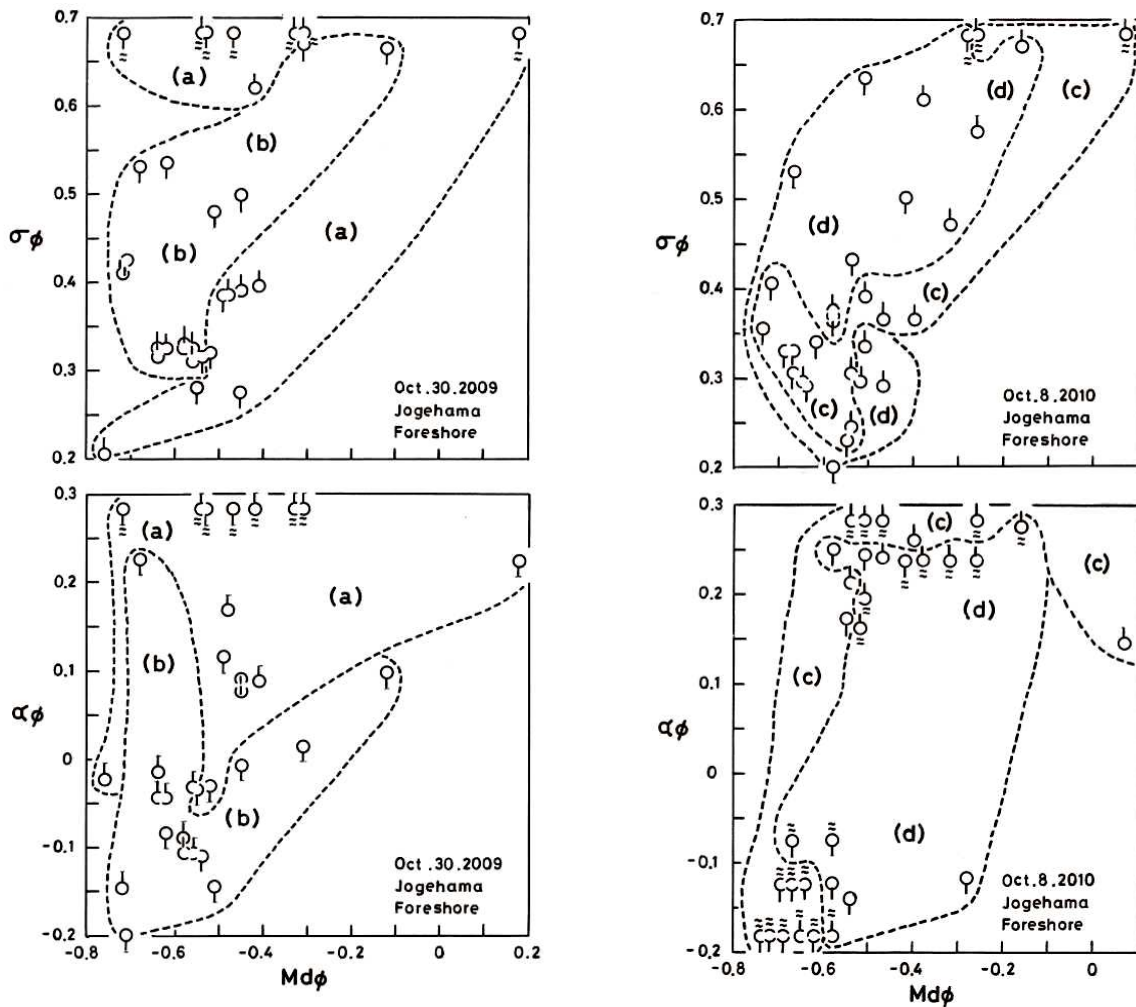 0.7
0.6
0.5
0.4
0.3
0.2
σφ
(a)
(b)
(b)
(a)
Oct.30.2009
Jogehama
Foreshore
0.3
0.2
0.1
0
-0.1
-0.2
αφ
(a)
(a)
(b)
(b)
Oct.30.2009
Jogehama
Foreshore
-0.8
-0.6
-0.4
-0.2
0
0.2
Mdφ
0.7
0.6
0.5
0.4
0.3
0.2
σφ
(d)
(c)
(d)
(c)
(c)
(d)
Oct.8.2010
Jogehama
Foreshore
0.3
0.2
0.1
0
-0.1
-0.2
αφ
(c)
(c)
(d)
(c)
(d)
Oct.8.2010
Jogehama
Foreshore
-0.8
-0.6
-0.4
-0.2
0
Mdφ